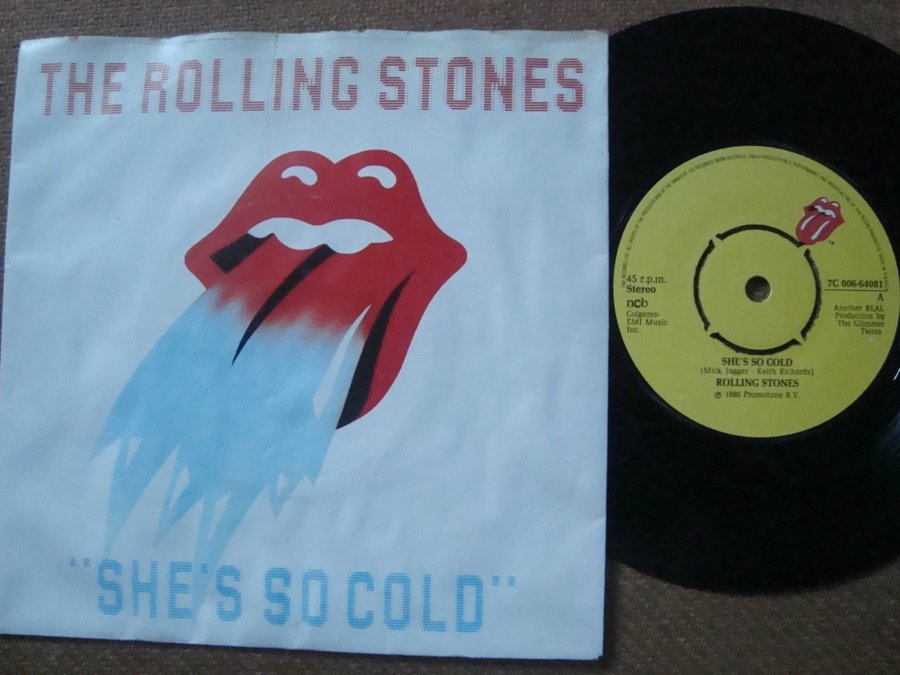 THE ROLLING STONES
"SHE'S SO COLD"
45 r.p.m.
Stereo
ncb
Colgems-
EMI Music
Inc.
7C 006-64081
A
Another REAL
Production by
The Glimmer
Twins
SHE'S SO COLD
(Mick Jagger - Keith Richards)
ROLLING STONES
℗ 1980 Promotone B.V.